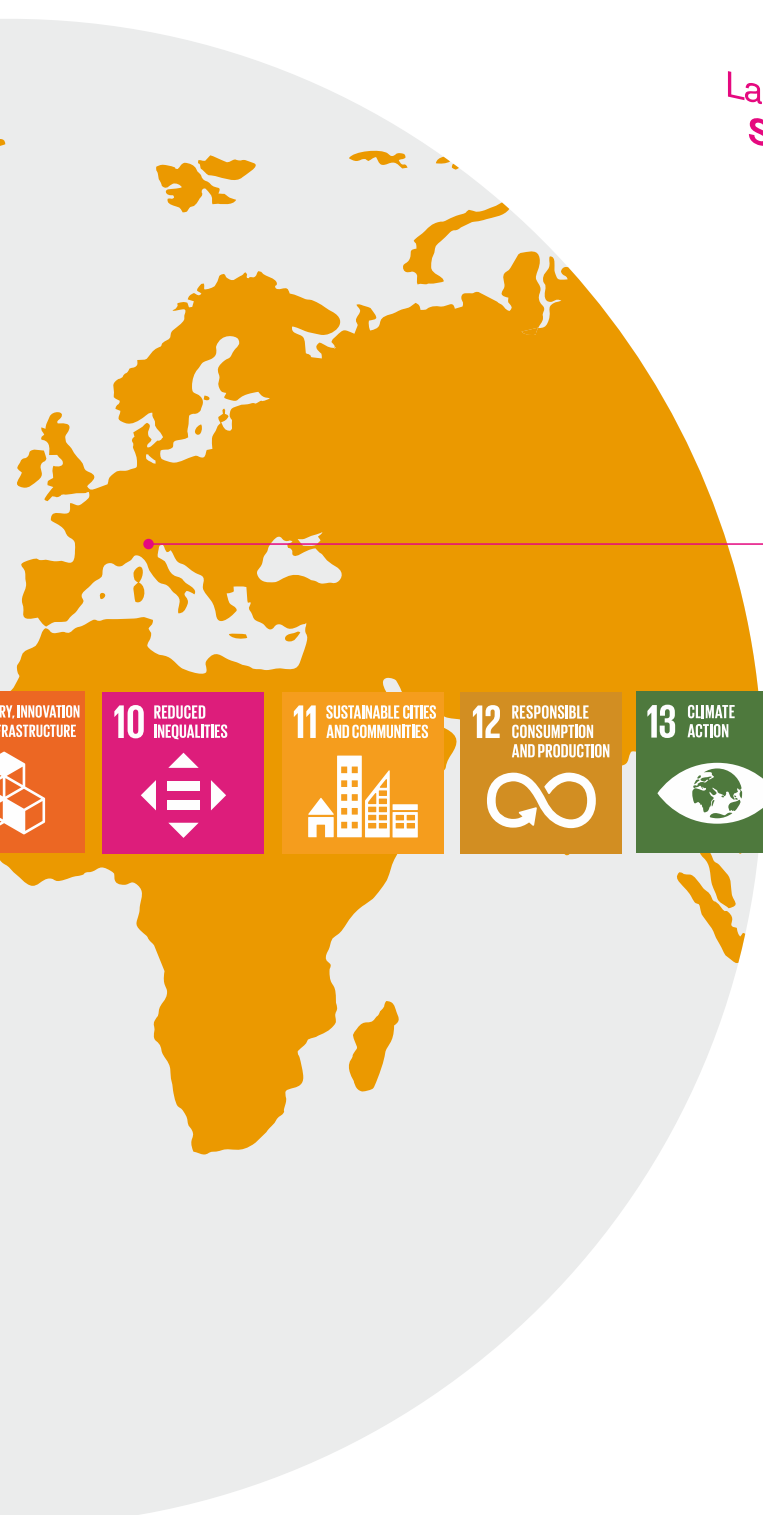 La
S
RY, INNOVATION
FRASTRUCTURE
10 REDUCED
INEQUALITIES
11 SUSTAINABLE CITIES
AND COMMUNITIES
12 RESPONSIBLE
CONSUMPTION
AND PRODUCTION
13 CLIMATE
ACTION